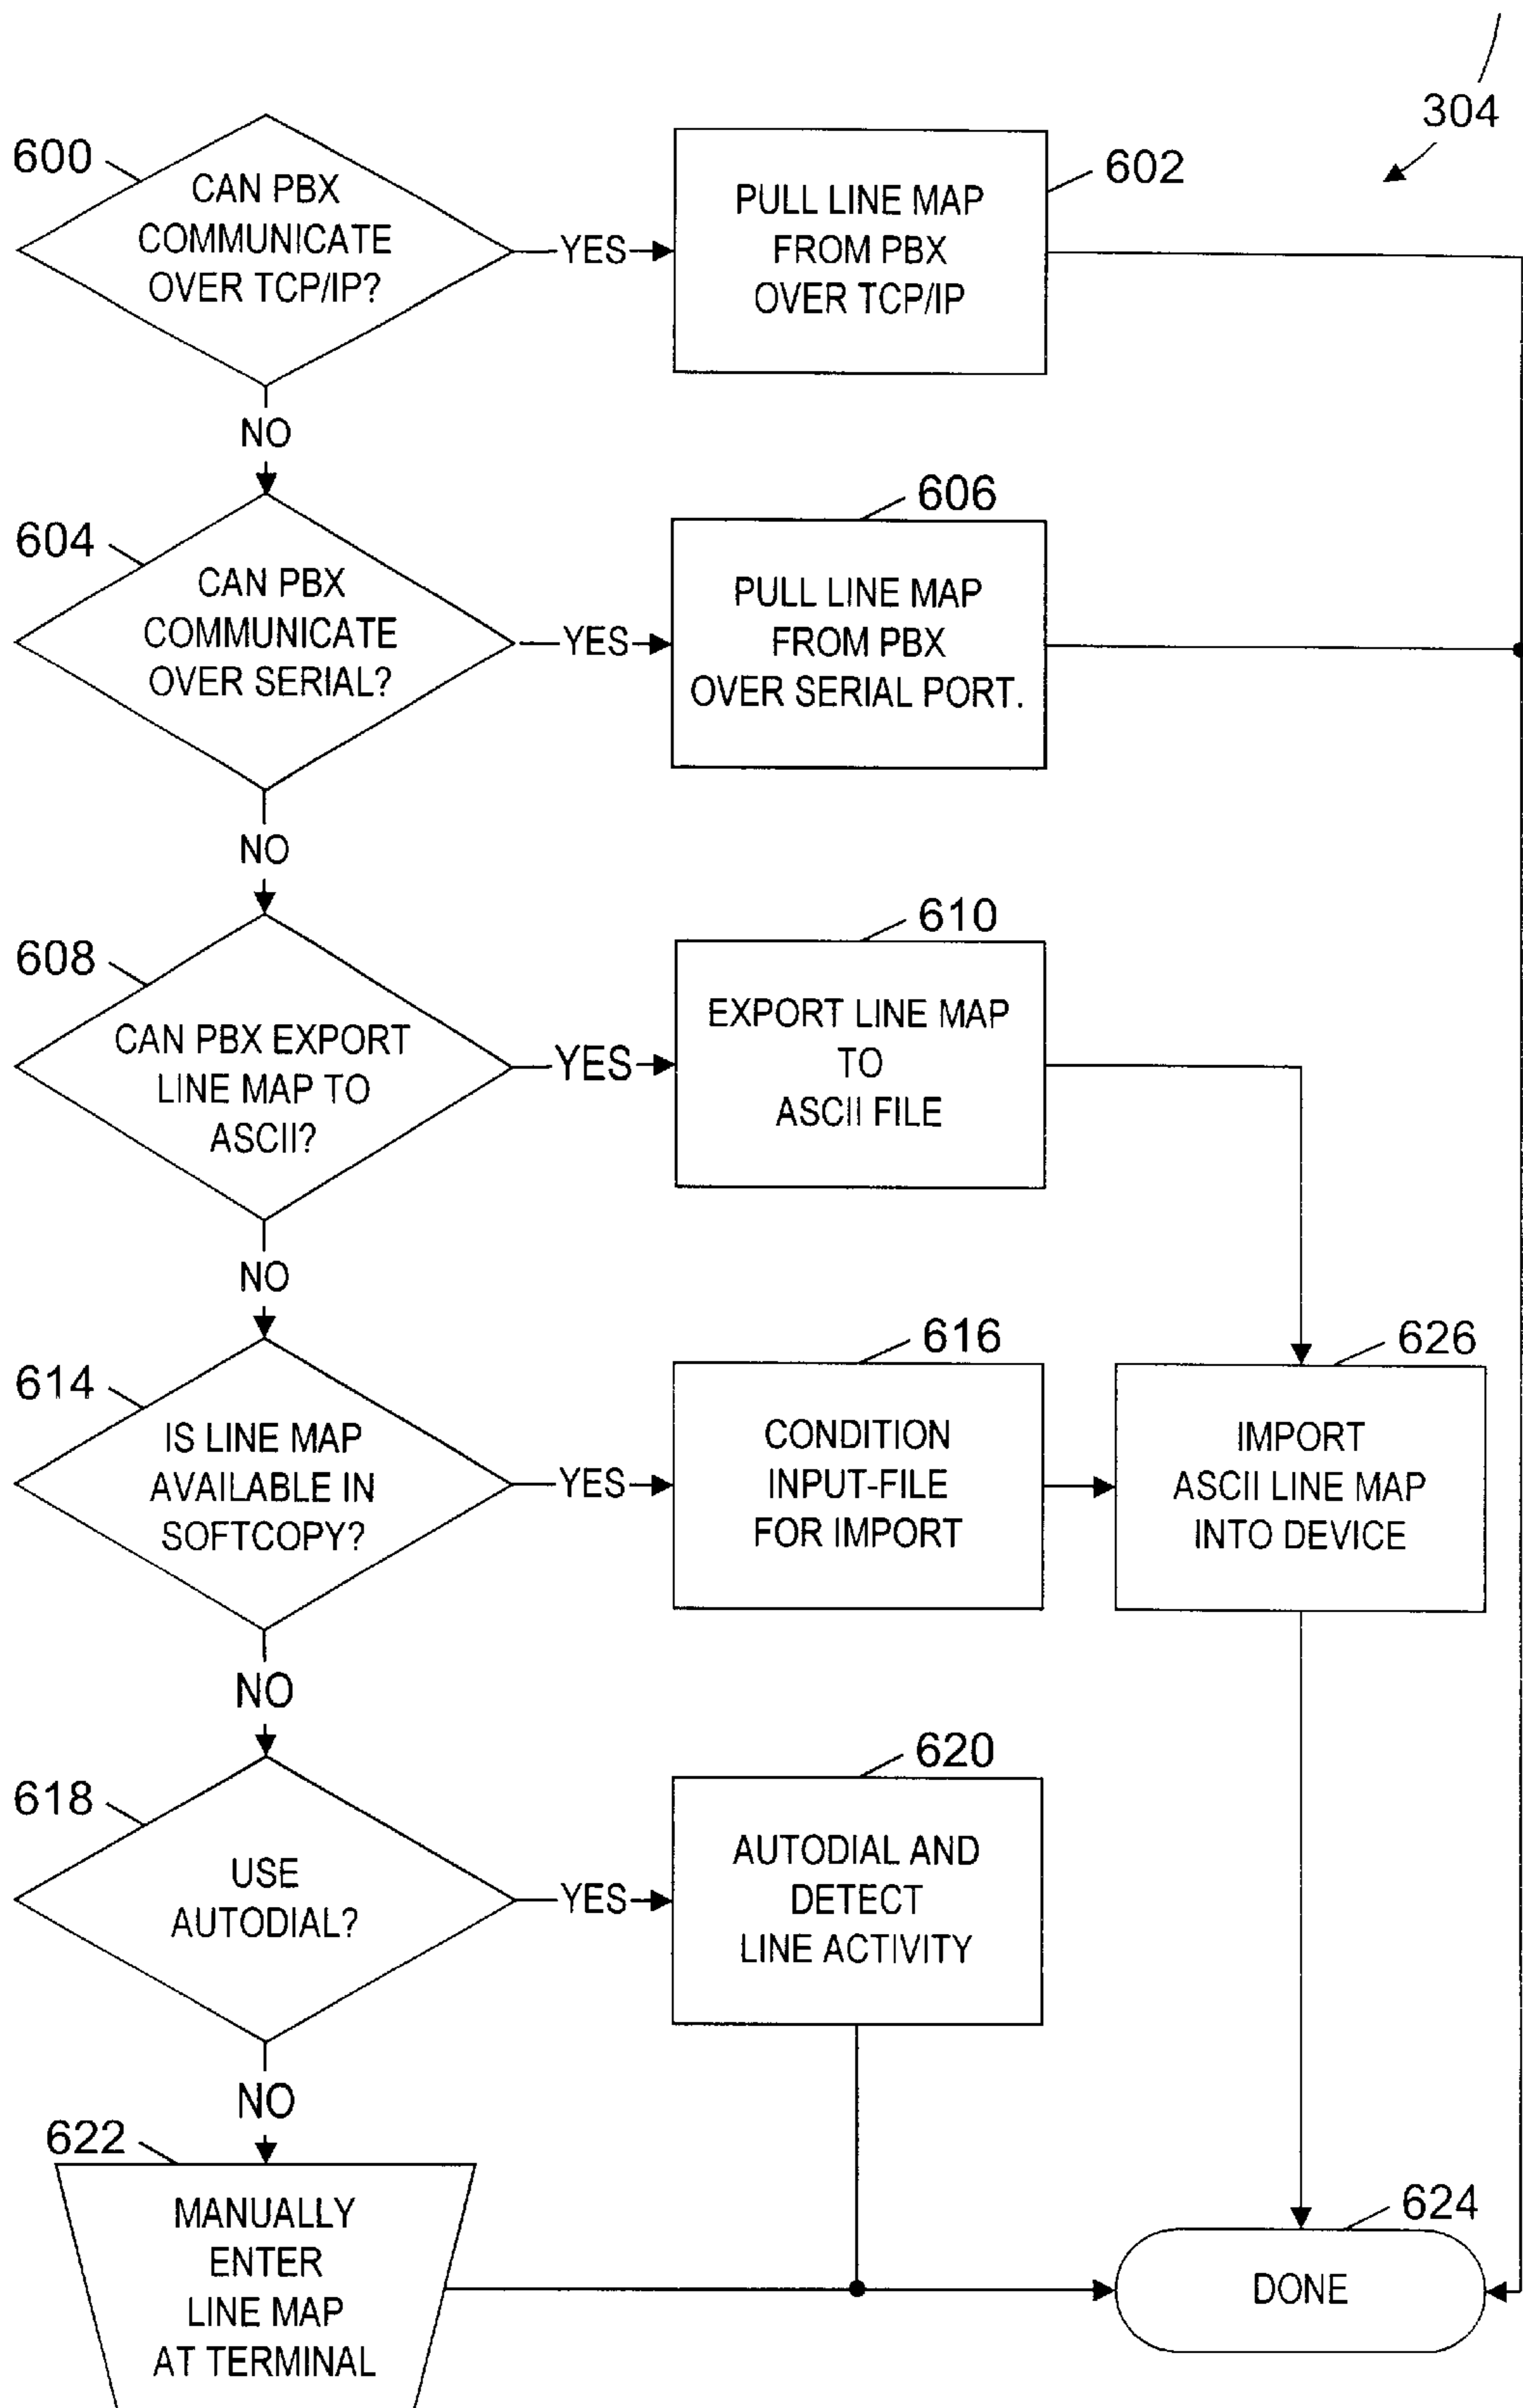 304
600
CAN PBX
COMMUNICATE
OVER TCP/IP?
YES
602
PULL LINE MAP
FROM PBX
OVER TCP/IP
NO
604
CAN PBX
COMMUNICATE
OVER SERIAL?
YES
606
PULL LINE MAP
FROM PBX
OVER SERIAL PORT.
NO
608
CAN PBX EXPORT
LINE MAP TO
ASCII?
YES
610
EXPORT LINE MAP
TO
ASCII FILE
NO
614
IS LINE MAP
AVAILABLE IN
SOFTCOPY?
YES
616
CONDITION
INPUT-FILE
FOR IMPORT
626
IMPORT
ASCII LINE MAP
INTO DEVICE
NO
618
USE
AUTODIAL?
YES
620
AUTODIAL AND
DETECT
LINE ACTIVITY
NO
622
MANUALLY
ENTER
LINE MAP
AT TERMINAL
624
DONE